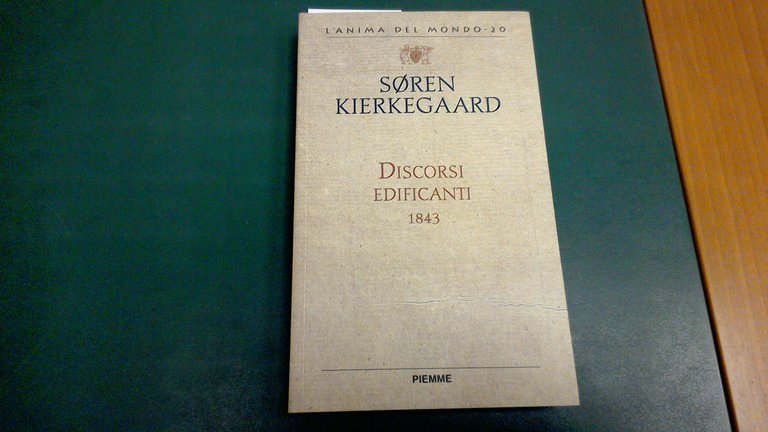 L'ANIMA DEL MONDO-20
SØREN
KIERKEGAARD
DISCORSI
EDIFICANTI
1843
PIEMME